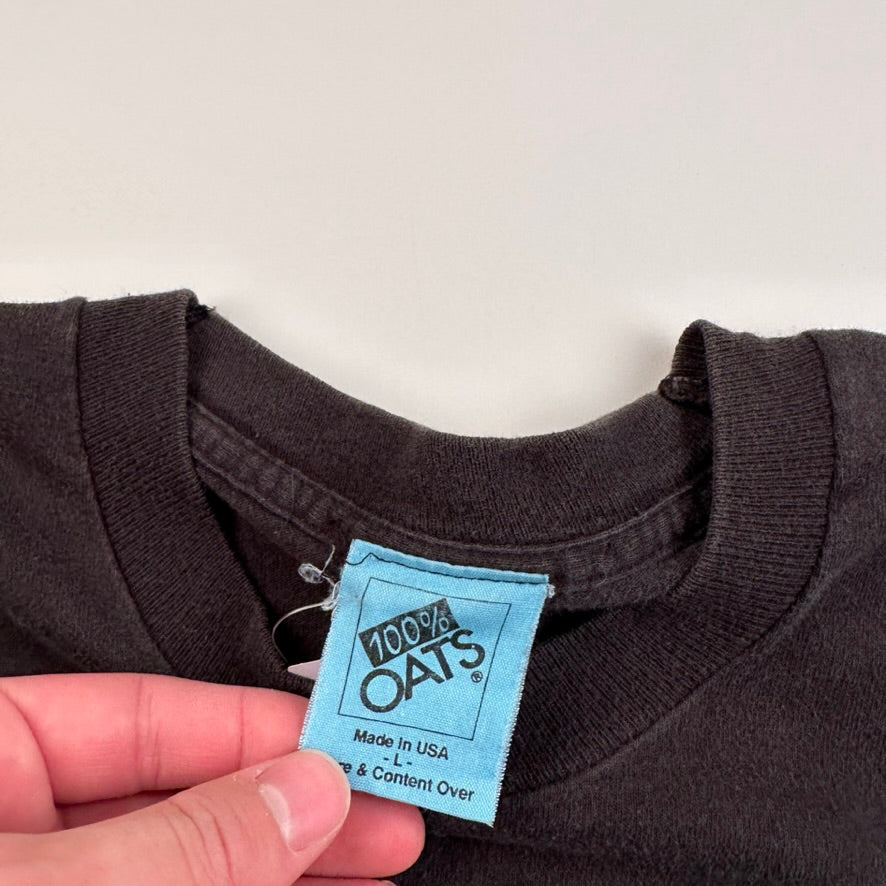 100%
OATS®
Made in USA
- L -
& Content Over